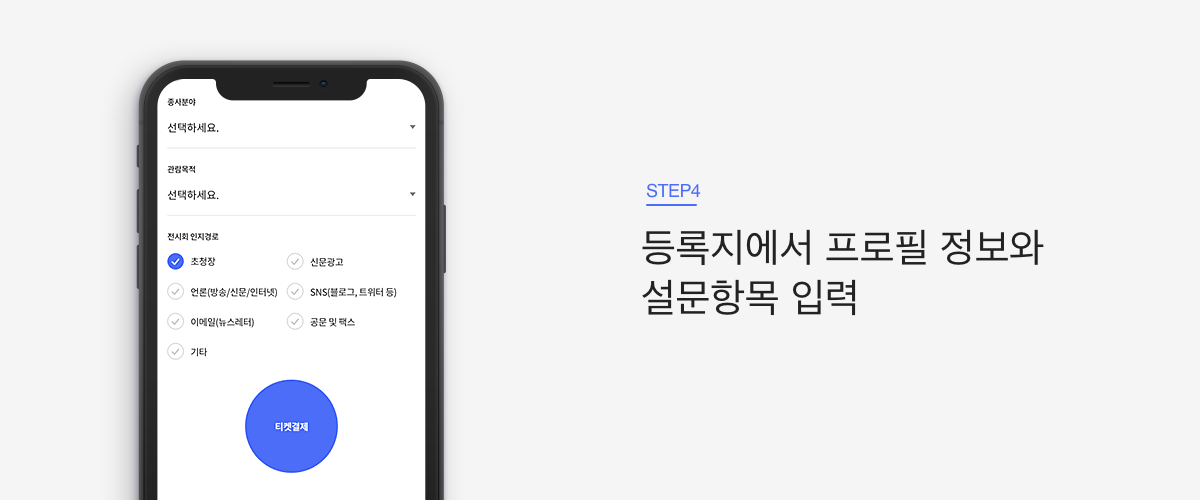 종사분야
선택하세요.
관람목적
선택하세요.
전시회 인지경로
초청장
신문광고
언론(방송/신문/인터넷)
SNS(블로그, 트위터 등)
이메일(뉴스레터)
공문 및 팩스
기타
티켓결제
STEP4
등록지에서 프로필 정보와
설문항목 입력